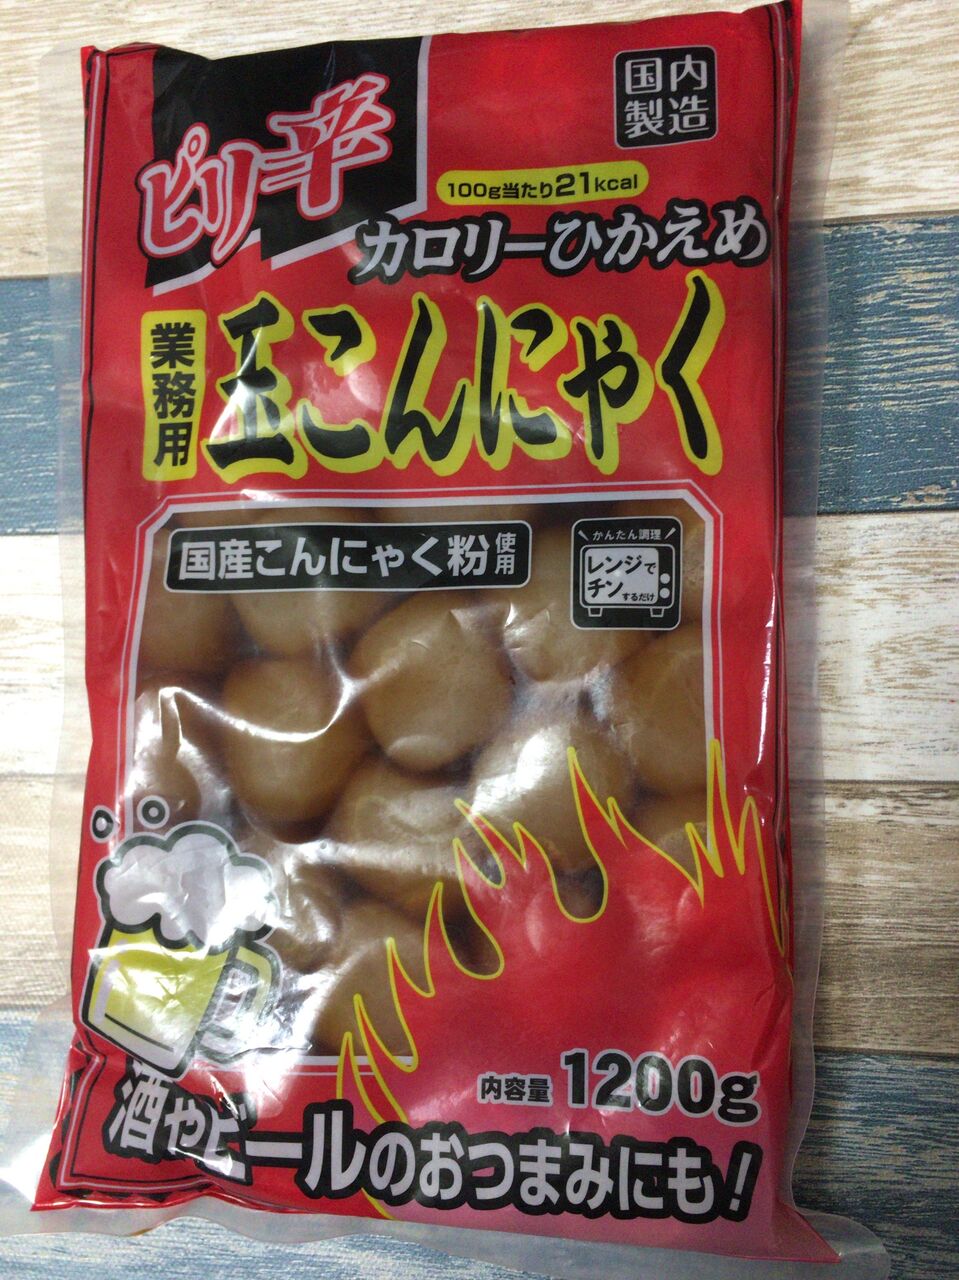 国内
製造
ピリ辛
100g当たり21kcal
カロリーひかえめ
業務用
玉こんにゃく
国産こんにゃく粉使用
かんたん調理
レンジで
チンするだけ
内容量 1200g
酒やビールのおつまみにも!